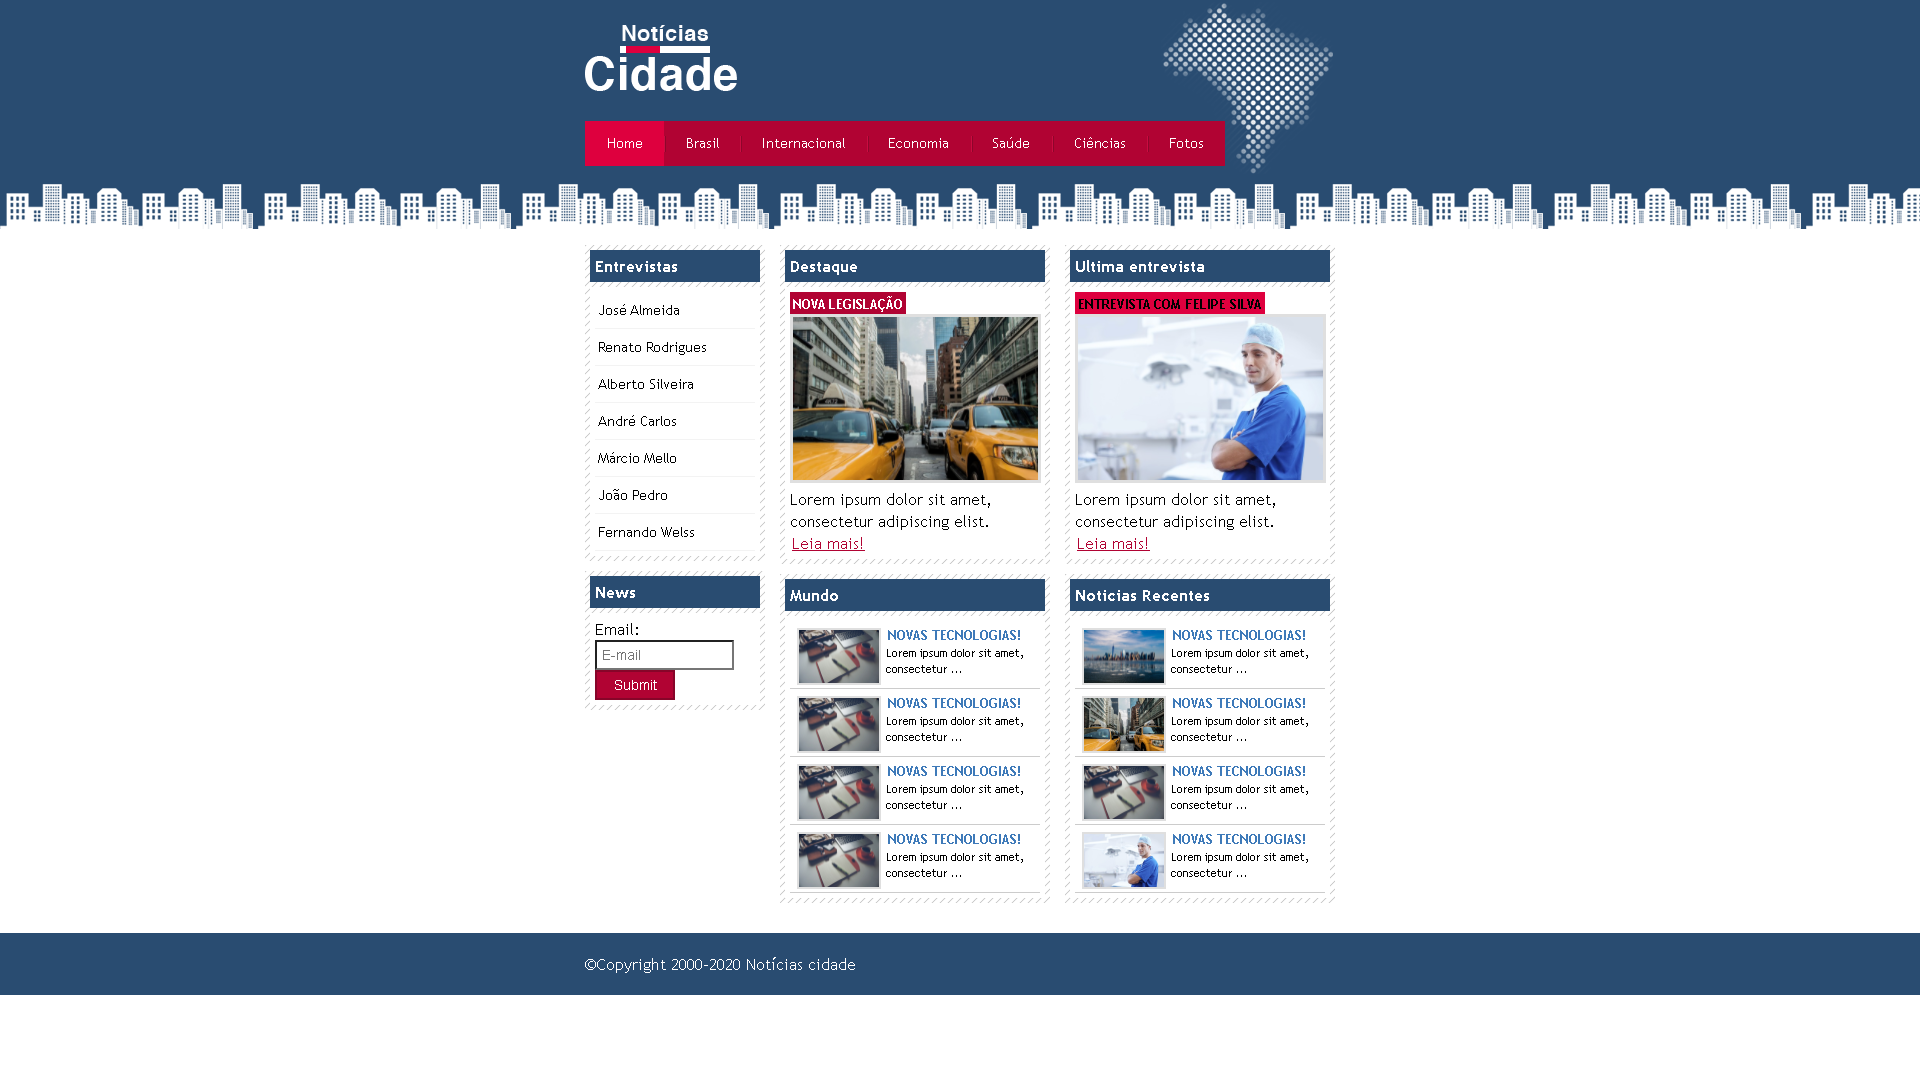 Notícias
Cidade
Home
Brasil
Internacional
Economia
Saúde
Ciências
Fotos
Entrevistas
José Almeida
Renato Rodrigues
Alberto Silveira
André Carlos
Márcio Mello
João Pedro
Fernando Welss
News
Email:
E-mail
Submit
Destaque
NOVA LEGISLAÇÃO
Lorem ipsum dolor sit amet,
consectetur adipiscing elist.
Leia mais!
Ultima entrevista
ENTREVISTA COM FELIPE SILVA
Lorem ipsum dolor sit amet,
consectetur adipiscing elist.
Leia mais!
Mundo
NOVAS TECNOLOGIAS!
Lorem ipsum dolor sit amet,
consectetur ...
NOVAS TECNOLOGIAS!
Lorem ipsum dolor sit amet,
consectetur ...
NOVAS TECNOLOGIAS!
Lorem ipsum dolor sit amet,
consectetur ...
NOVAS TECNOLOGIAS!
Lorem ipsum dolor sit amet,
consectetur ...
Noticias Recentes
NOVAS TECNOLOGIAS!
Lorem ipsum dolor sit amet,
consectetur ...
NOVAS TECNOLOGIAS!
Lorem ipsum dolor sit amet,
consectetur ...
NOVAS TECNOLOGIAS!
Lorem ipsum dolor sit amet,
consectetur ...
NOVAS TECNOLOGIAS!
Lorem ipsum dolor sit amet,
consectetur ...
©Copyright 2000-2020 Notícias cidade